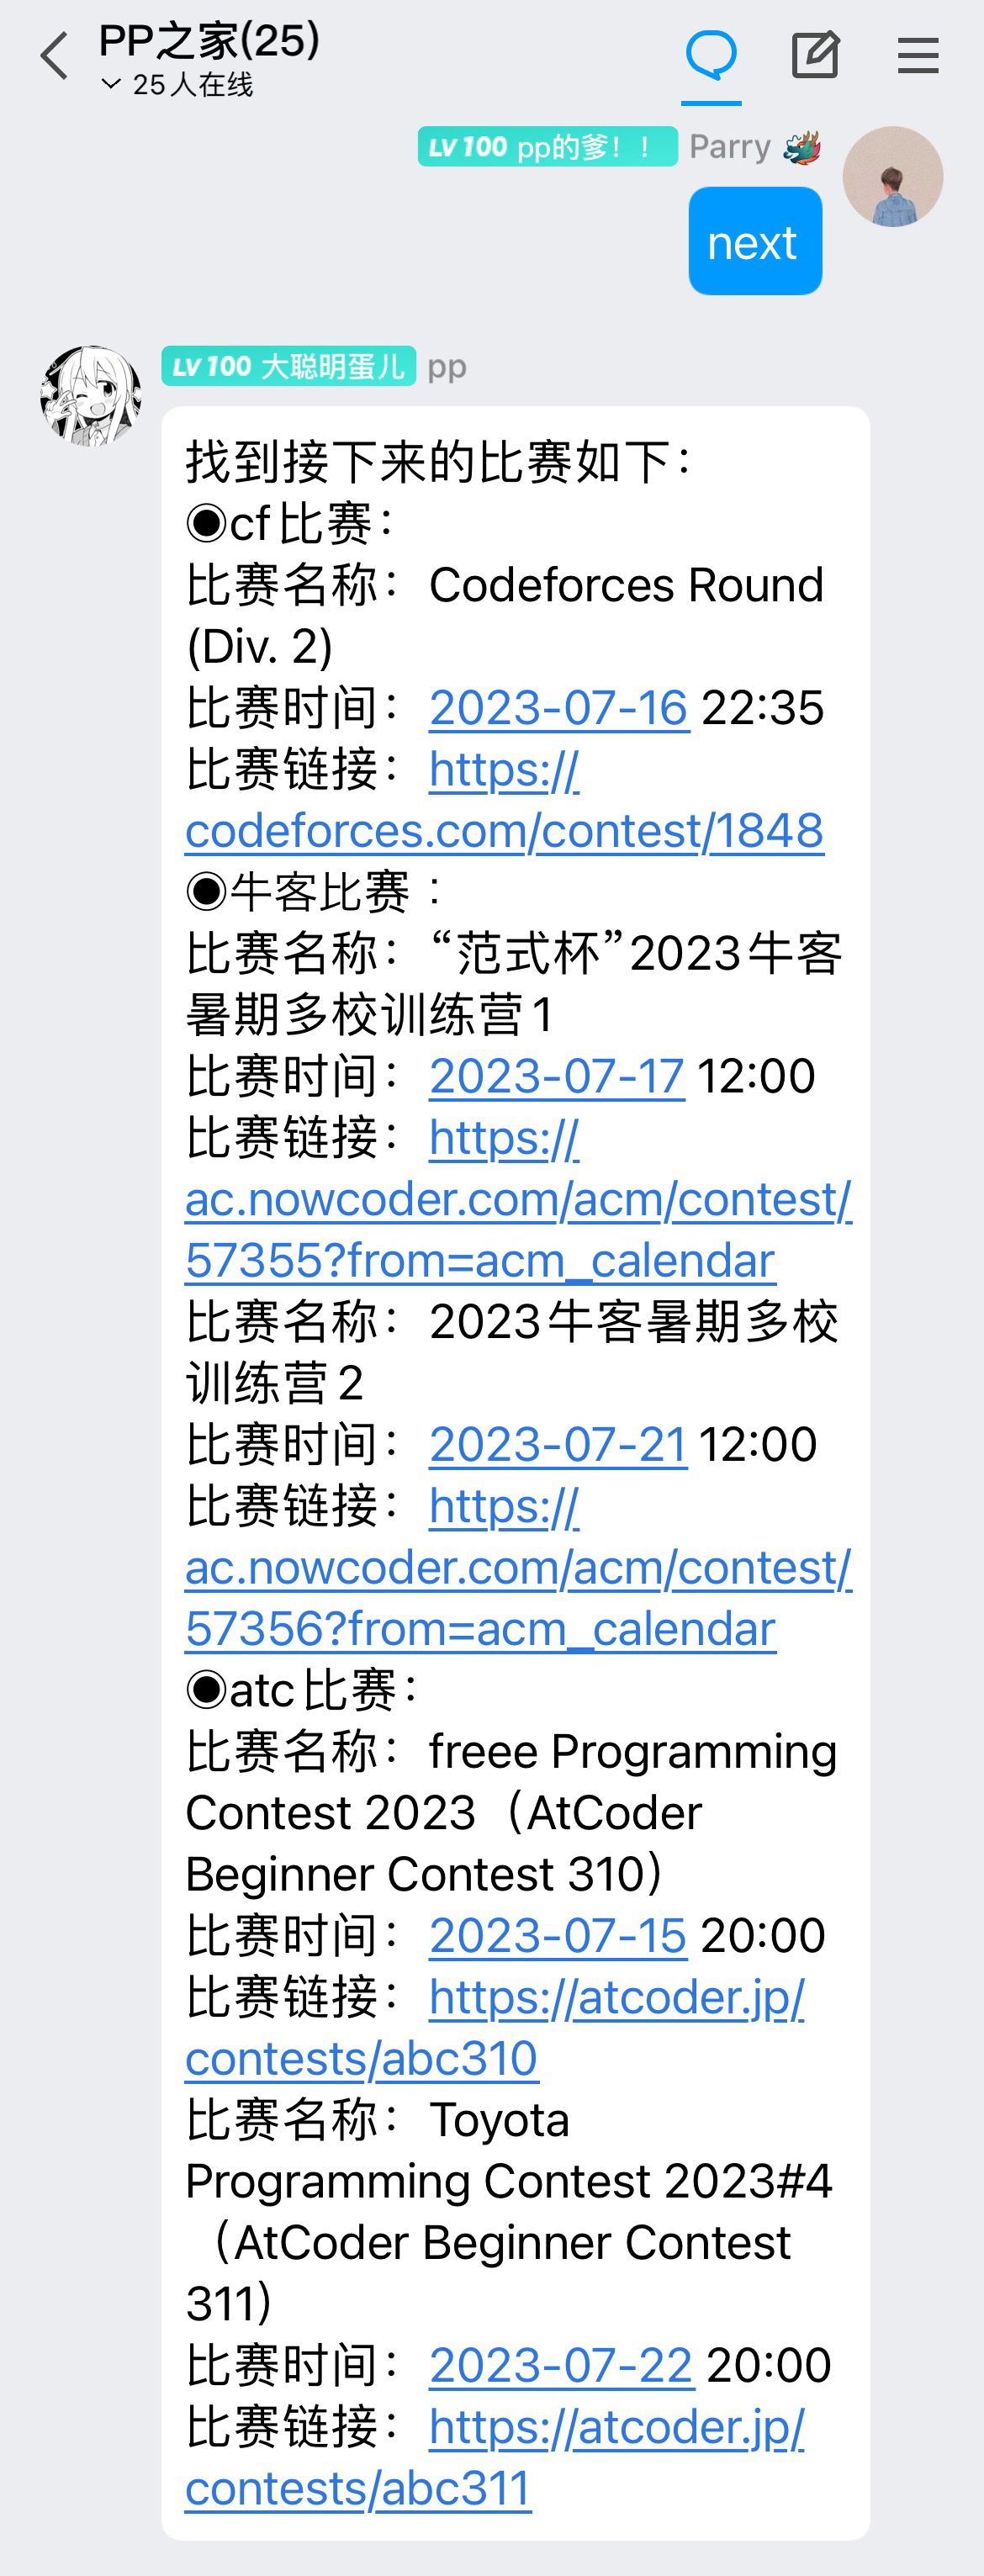 PP之家(25)
25人在线
LV 100 pp的爹！！ Parry
next
LV 100 大聪明蛋儿 pp
找到接下来的比赛如下：
◉cf比赛：
比赛名称：Codeforces Round
(Div. 2)
比赛时间：2023-07-16 22:35
比赛链接：https://
codeforces.com/contest/1848
◉牛客比赛：
比赛名称：“范式杯”2023牛客
暑期多校训练营1
比赛时间：2023-07-17 12:00
比赛链接：https://
ac.nowcoder.com/acm/contest/
57355?from=acm_calendar
比赛名称：2023牛客暑期多校
训练营2
比赛时间：2023-07-21 12:00
比赛链接：https://
ac.nowcoder.com/acm/contest/
57356?from=acm_calendar
◉atc比赛：
比赛名称：freee Programming
Contest 2023（AtCoder
Beginner Contest 310）
比赛时间：2023-07-15 20:00
比赛链接：https://atcoder.jp/
contests/abc310
比赛名称：Toyota
Programming Contest 2023#4
（AtCoder Beginner Contest
311）
比赛时间：2023-07-22 20:00
比赛链接：https://atcoder.jp/
contests/abc311